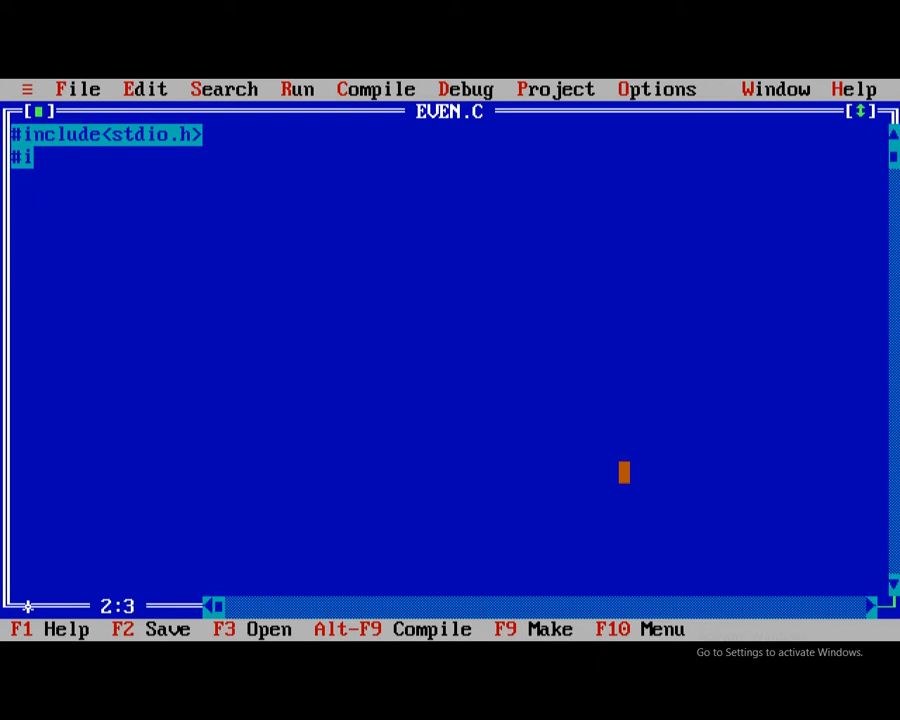 ≡ File Edit Search Run Compile Debug Project Options Window Help
EVEN.C
#include<stdio.h>
#i
2:3
F1 Help F2 Save F3 Open Alt-F9 Compile F9 Make F10 Menu
Go to Settings to activate Windows.